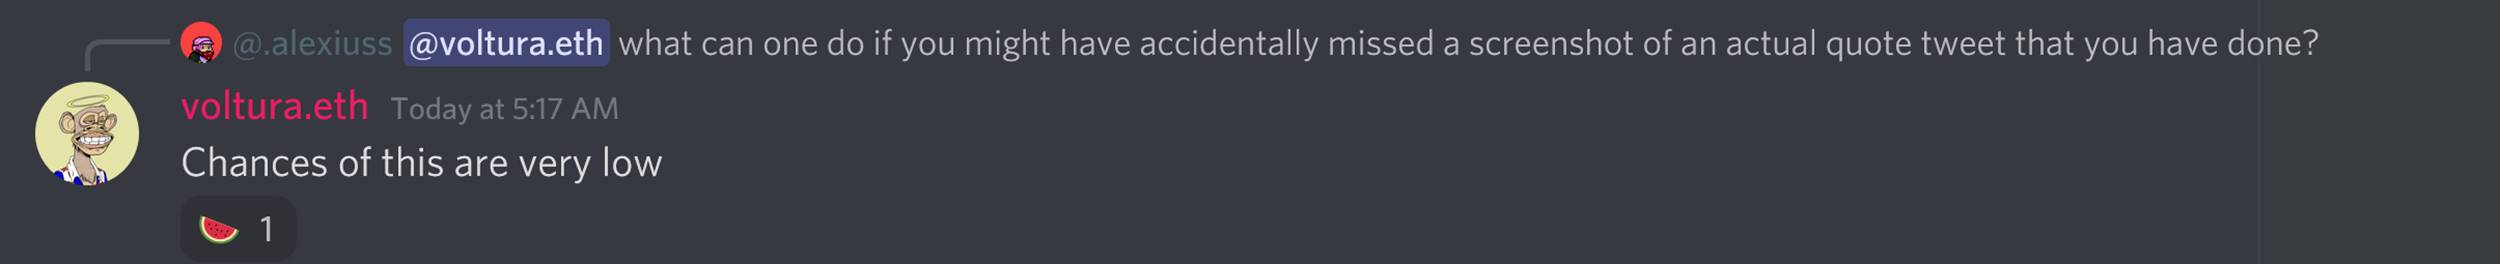 @.alexiuss @voltura.eth what can one do if you might have accidentally missed a screenshot of an actual quote tweet that you have done?
voltura.eth Today at 5:17 AM
Chances of this are very low
🍉 1